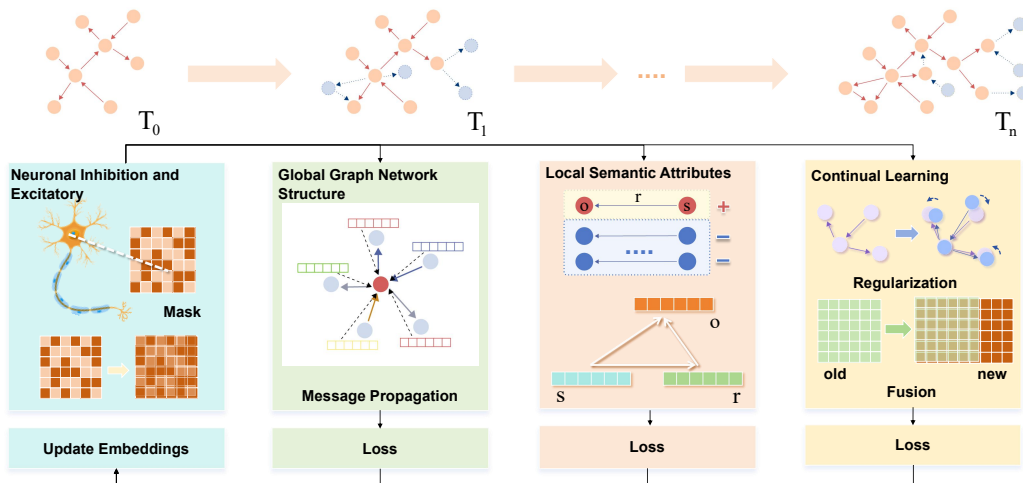 T0
T1
....
Tn
Neuronal Inhibition and
Excitatory
Mask
Update Embeddings
Global Graph Network
Structure
Message Propagation
Loss
Local Semantic Attributes
o r s +
.... −
−
o
s r
Loss
Continual Learning
Regularization
old new
Fusion
Loss